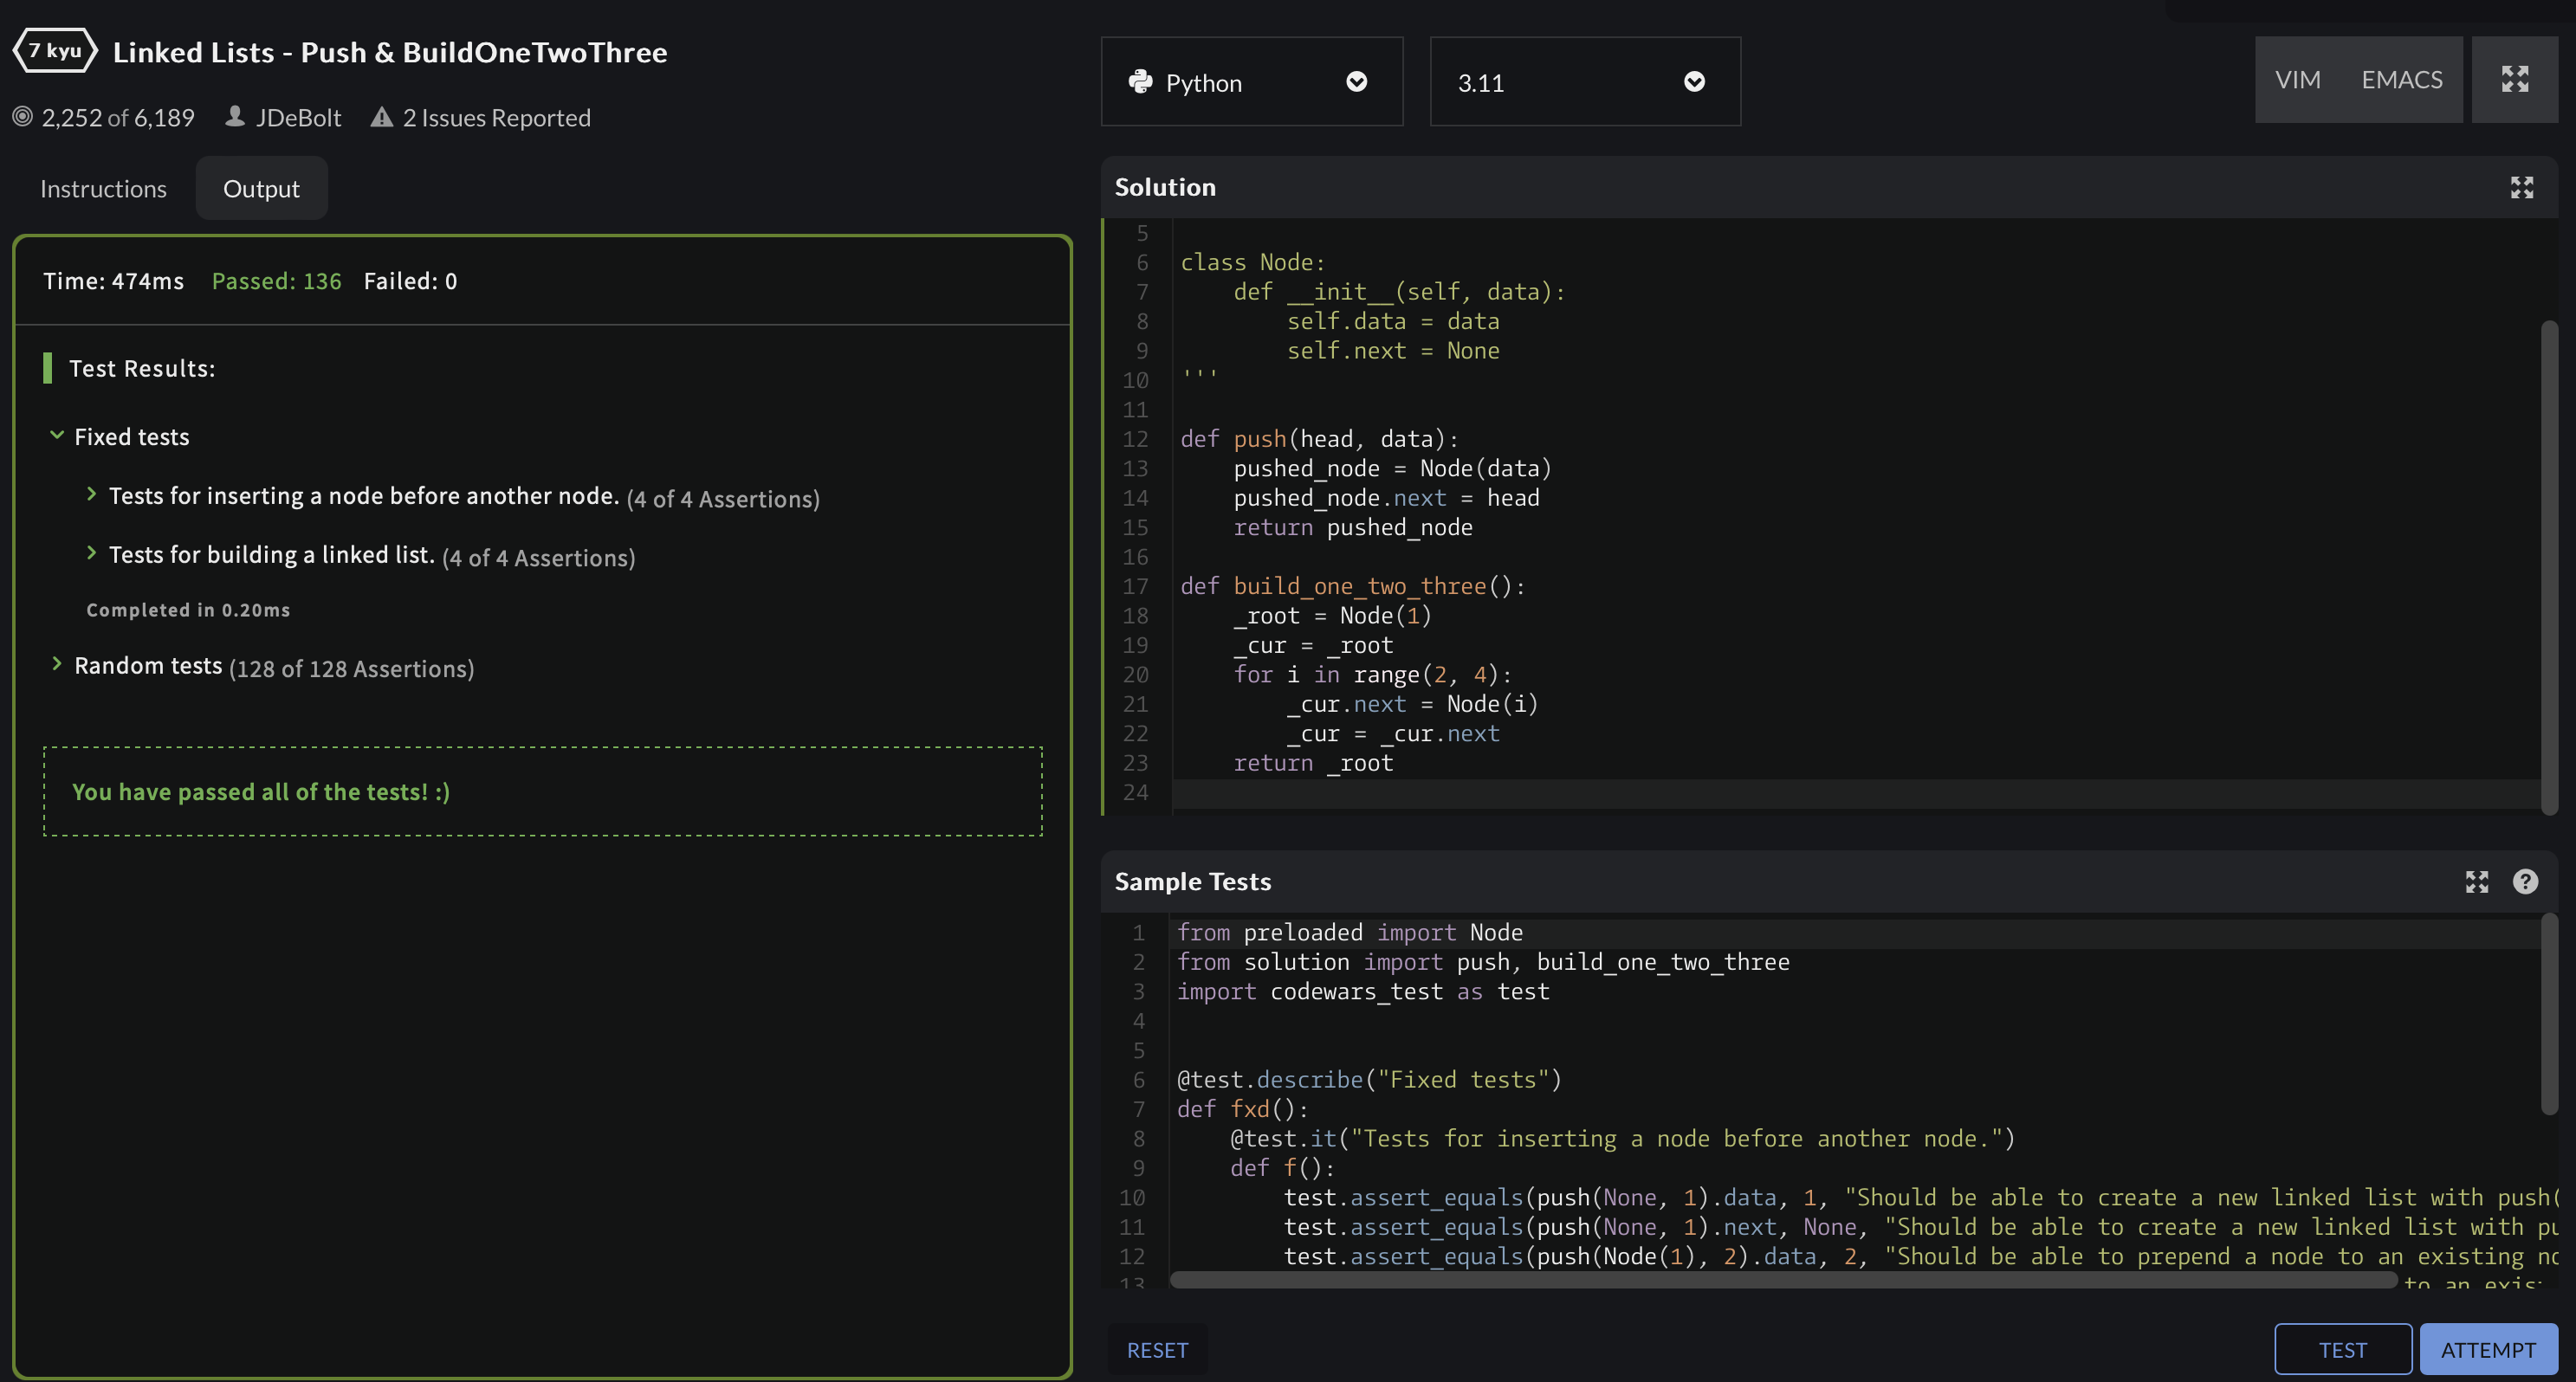 7 kyu
Linked Lists - Push & BuildOneTwoThree
2,252 of 6,189 JDeBolt 2 Issues Reported
Instructions Output
Time: 474ms Passed: 136 Failed: 0
Test Results:
Fixed tests
Tests for inserting a node before another node. (4 of 4 Assertions)
Tests for building a linked list. (4 of 4 Assertions)
Completed in 0.20ms
Random tests (128 of 128 Assertions)
You have passed all of the tests! :)
Python 3.11 VIM EMACS
Solution
5
6 class Node:
7     def __init__(self, data):
8         self.data = data
9         self.next = None
10 '''
11
12 def push(head, data):
13     pushed_node = Node(data)
14     pushed_node.next = head
15     return pushed_node
16
17 def build_one_two_three():
18     _root = Node(1)
19     _cur = _root
20     for i in range(2, 4):
21         _cur.next = Node(i)
22         _cur = _cur.next
23     return _root
24
Sample Tests
?
1 from preloaded import Node
2 from solution import push, build_one_two_three
3 import codewars_test as test
4
5
6 @test.describe("Fixed tests")
7 def fxd():
8     @test.it("Tests for inserting a node before another node.")
9     def f():
10         test.assert_equals(push(None, 1).data, 1, "Should be able to create a new linked list with push(
11         test.assert_equals(push(None, 1).next, None, "Should be able to create a new linked list with pu
12         test.assert_equals(push(Node(1), 2).data, 2, "Should be able to prepend a node to an existing no
13 to an exis
RESET TEST ATTEMPT